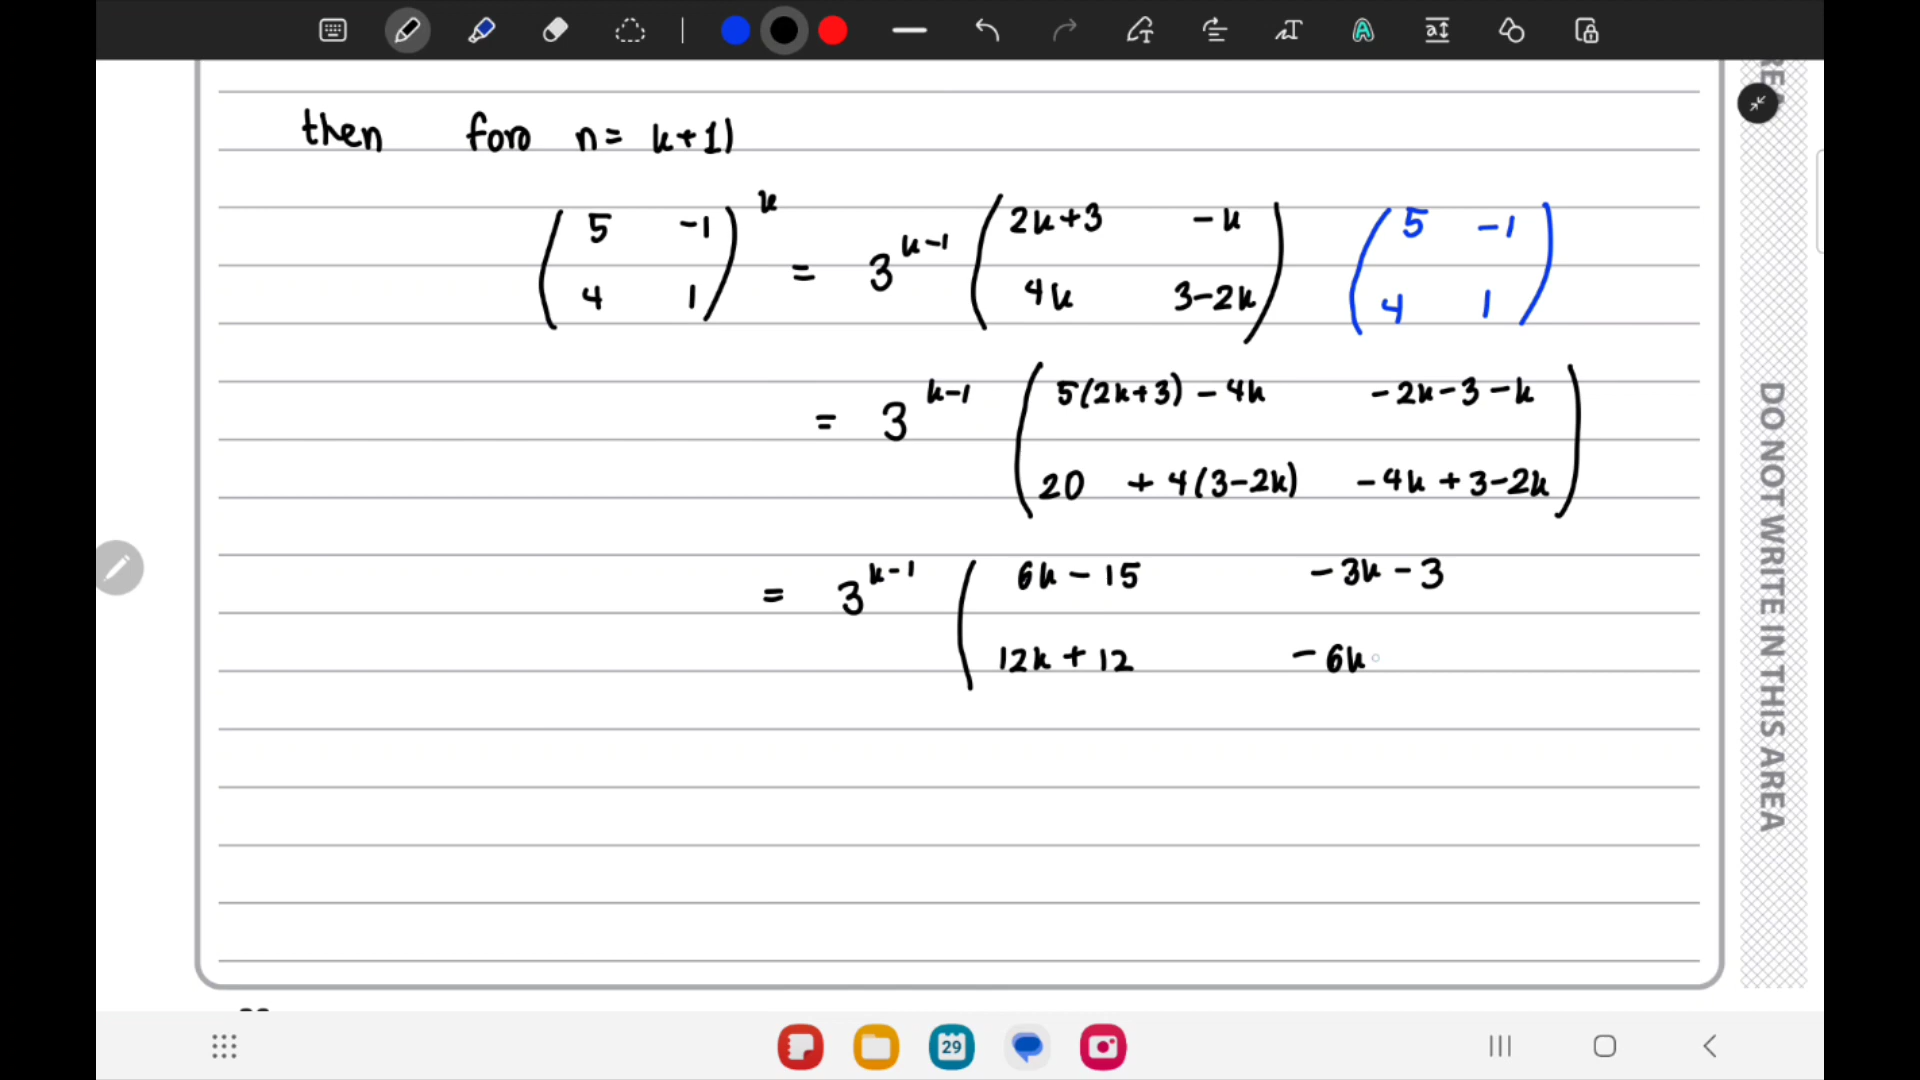 then foro n= k+1)
( 5 -1 ) k = 3 k-1 ( 2k+3 -k ) ( 5 -1 )
( 4 1 ) ( 4k 3-2k ) ( 4 1 )
= 3 k-1 ( 5(2k+3) - 4k -2k-3-k )
( 20 + 4(3-2k) -4k+3-2k )
= 3 k-1 ( 6k - 15 -3k - 3
12k + 12 -6k
DO NOT WRITE IN THIS AREA
29